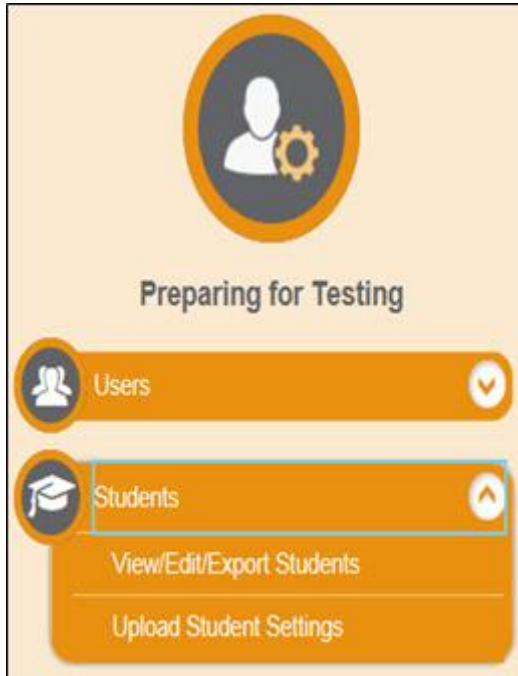 Preparing for Testing
Users
Students
View/Edit/Export Students
Upload Student Settings